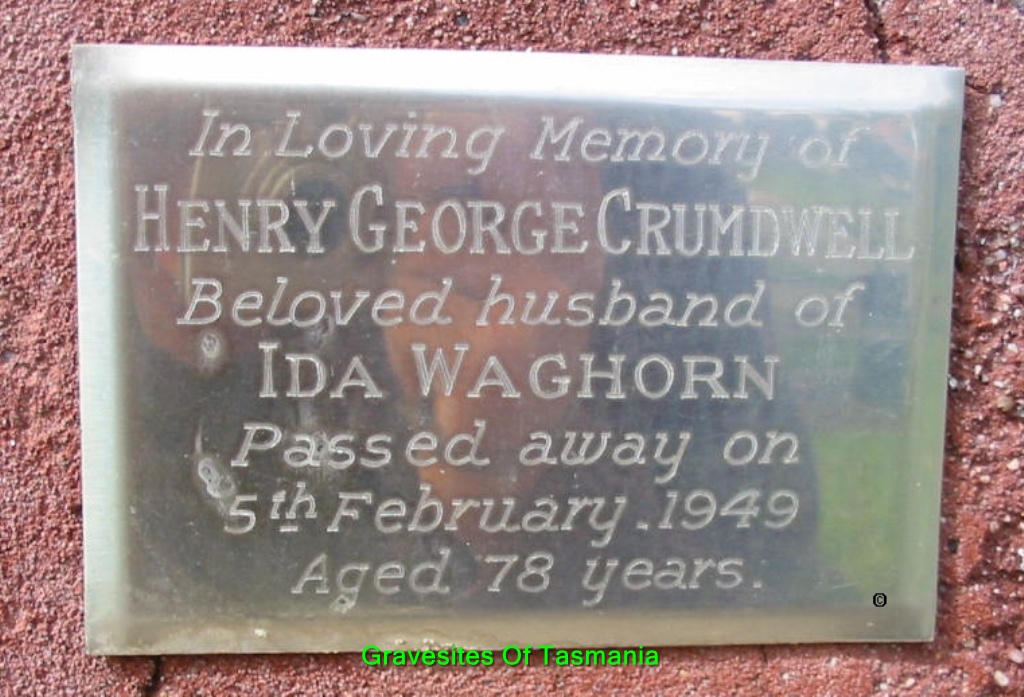 In Loving Memory of
HENRY GEORGE CRUMDWELL
Beloved husband of
IDA WAGHORN
Passed away on
5th February. 1949
Aged 78 years.
©
Gravesites Of Tasmania